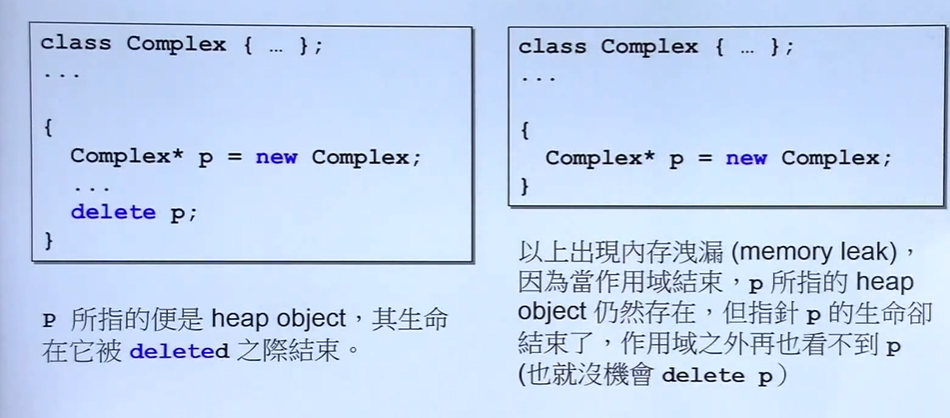 class Complex { … };
...
{
Complex* p = new Complex;
...
delete p;
}
P 所指的便是 heap object，其生命
在它被 deleted 之際結束。
class Complex { … };
...
{
Complex* p = new Complex;
}
以上出現內存洩漏 (memory leak)，
因為當作用域結束，p 所指的 heap
object 仍然存在，但指針 p 的生命卻
結束了，作用域之外再也看不到 p
(也就沒機會 delete p）